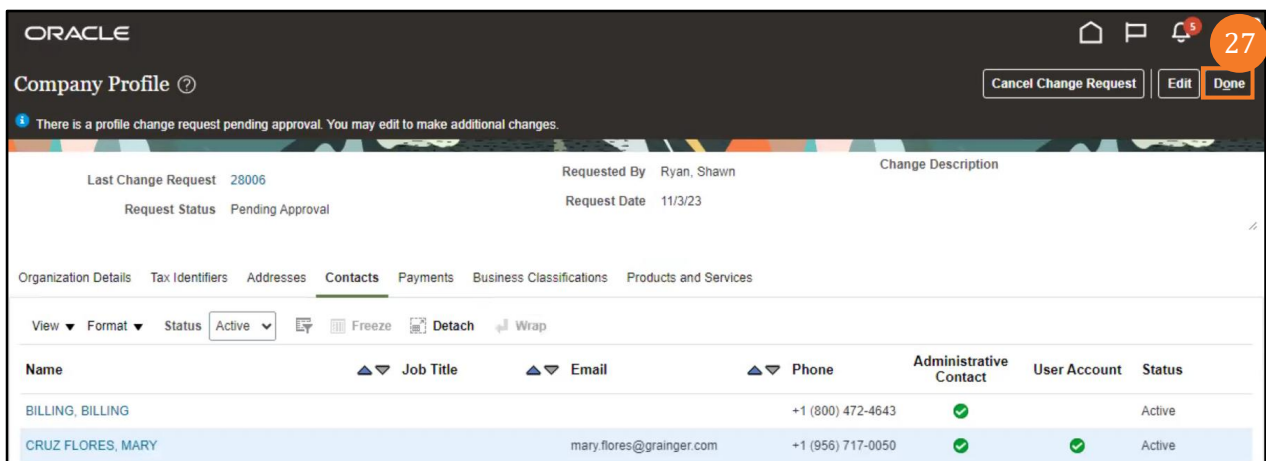 ORACLE
5
27
Company Profile
Cancel Change Request Edit Done
There is a profile change request pending approval. You may edit to make additional changes.
Last Change Request 28006 Requested By Ryan, Shawn Change Description
Request Status Pending Approval Request Date 11/3/23
Organization Details Tax Identifiers Addresses Contacts Payments Business Classifications Products and Services
View Format Status Active Freeze Detach Wrap
Name Job Title Email Phone Administrative Contact User Account Status
BILLING, BILLING +1 (800) 472-4643 Active
CRUZ FLORES, MARY mary.flores@grainger.com +1 (956) 717-0050 Active